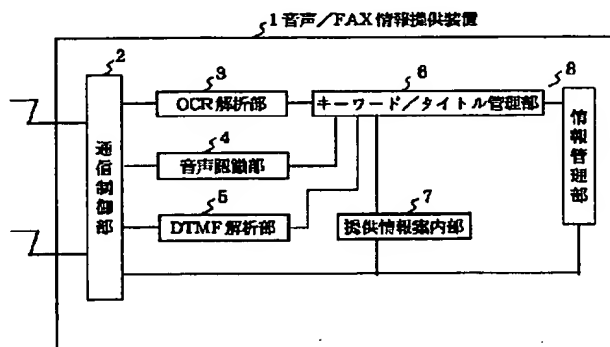 1 音声/FAX 情報提供装置
2
3
OCR 解析部
6
キーワード/タイトル管理部
8
情報管理部
通信制御部
4
音声認識部
5
DTMF 解析部
7
提供情報案内部